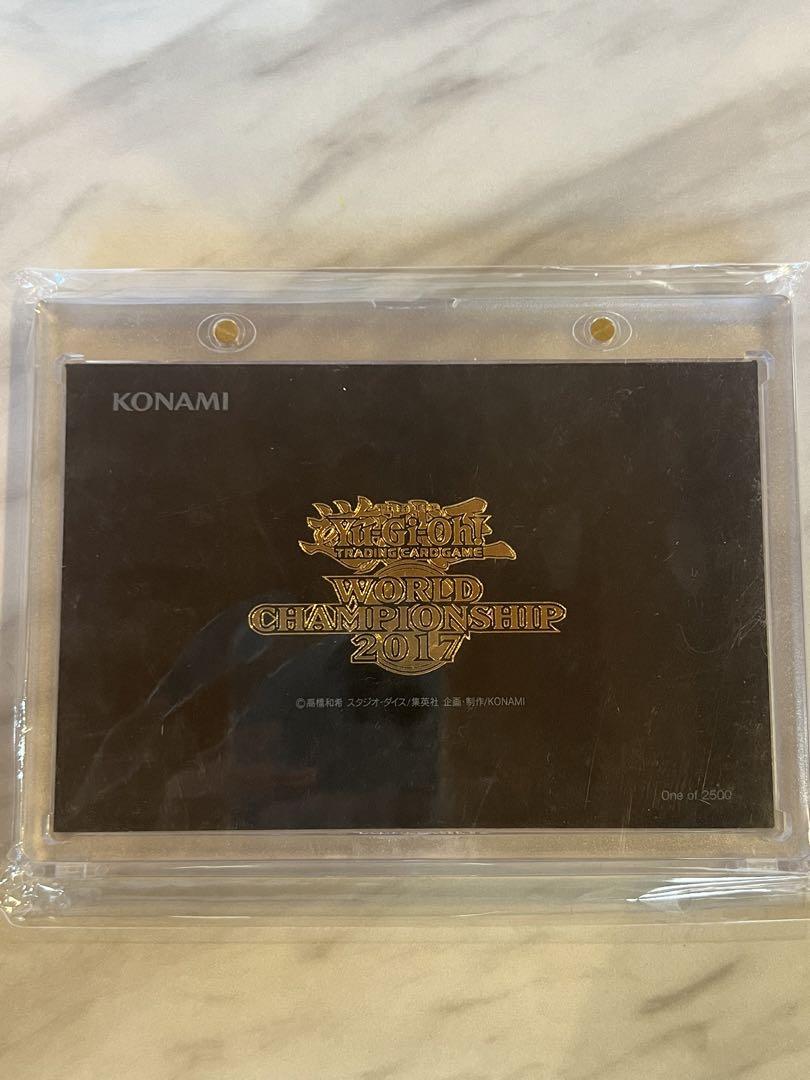 KONAMI
Yu-Gi-Oh!
TRADING CARD GAME
WORLD
CHAMPIONSHIP
2017
©高橋和希 スタジオ・ダイス/集英社 企画・制作/KONAMI
One of 2500